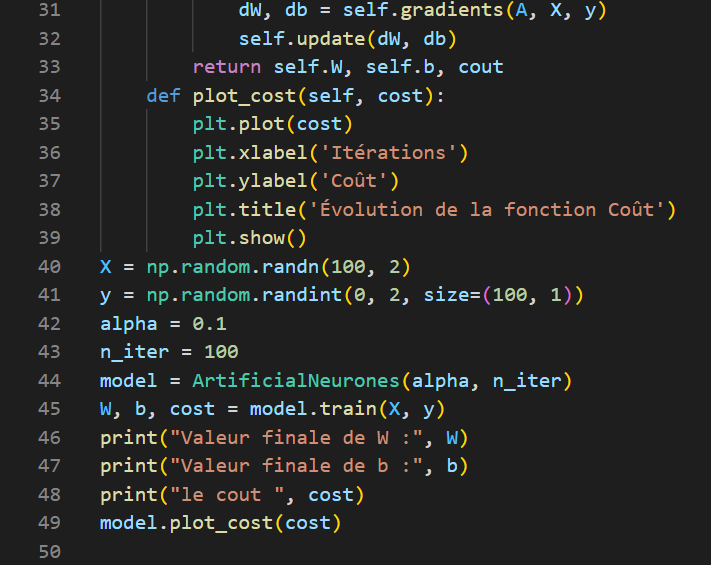 31 dW, db = self.gradients(A, X, y)
32 self.update(dW, db)
33 return self.W, self.b, cout
34 def plot_cost(self, cost):
35 plt.plot(cost)
36 plt.xlabel('Itérations')
37 plt.ylabel('Coût')
38 plt.title('Évolution de la fonction Coût')
39 plt.show()
40 X = np.random.randn(100, 2)
41 y = np.random.randint(0, 2, size=(100, 1))
42 alpha = 0.1
43 n_iter = 100
44 model = ArtificialNeurones(alpha, n_iter)
45 W, b, cost = model.train(X, y)
46 print("Valeur finale de W :", W)
47 print("Valeur finale de b :", b)
48 print("le cout ", cost)
49 model.plot_cost(cost)
50